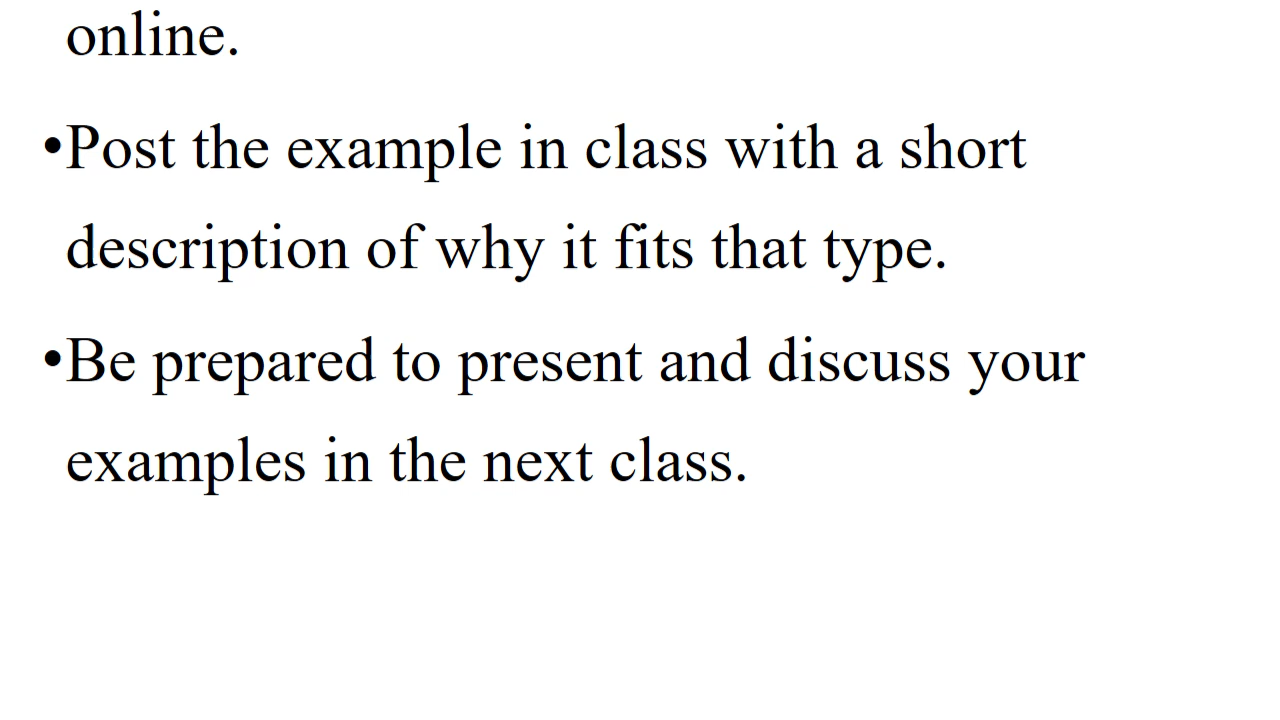 online.
•Post the example in class with a short
description of why it fits that type.
•Be prepared to present and discuss your
examples in the next class.